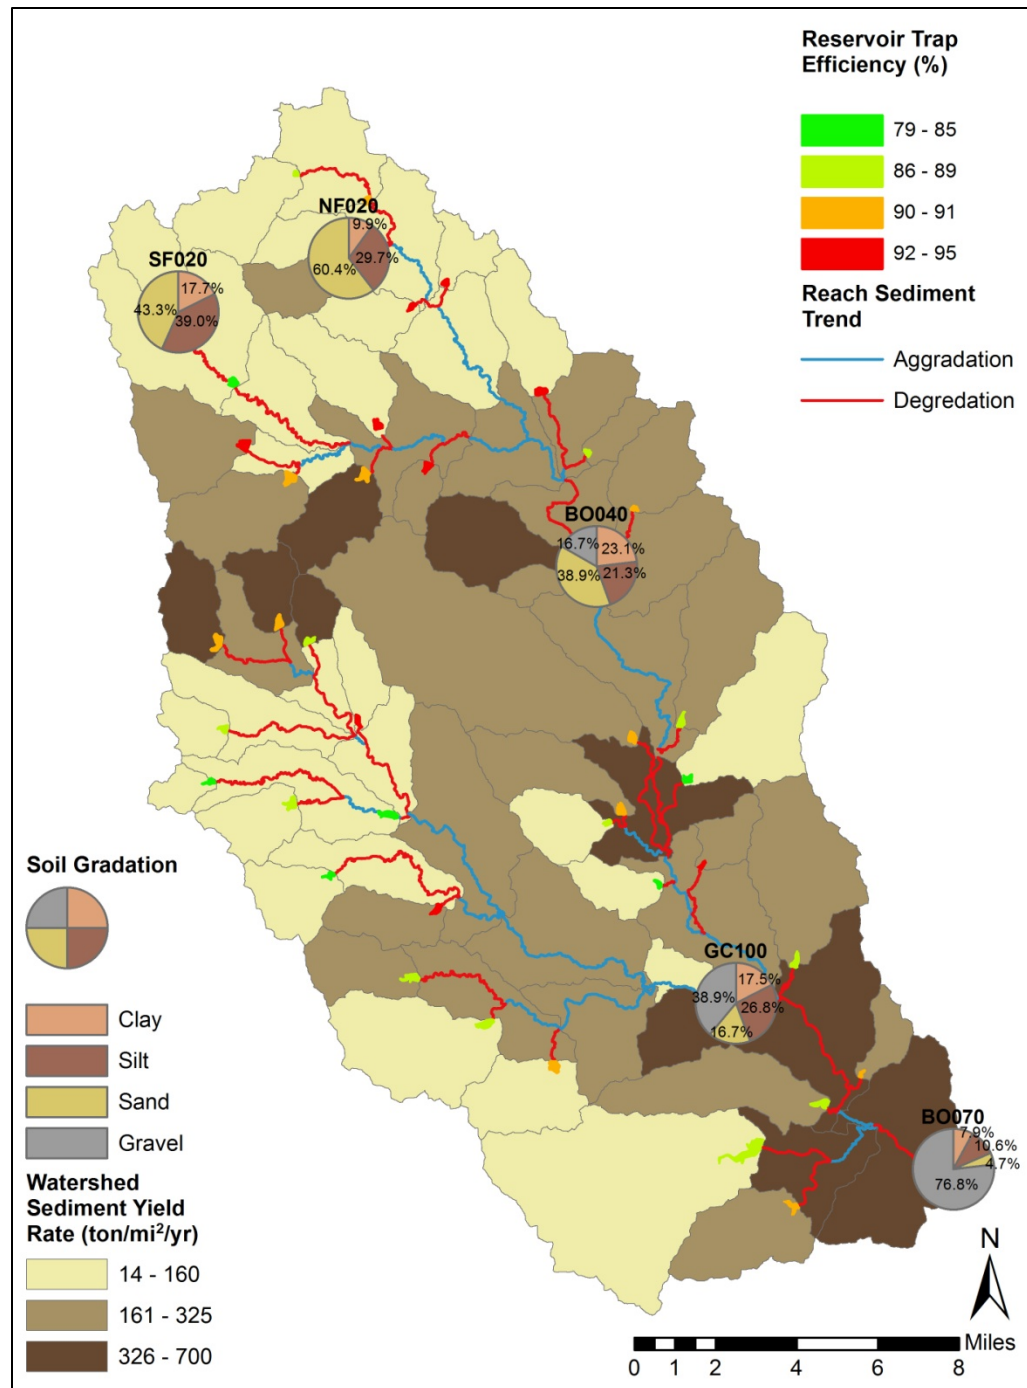 Reservoir Trap
Efficiency (%)
79 - 85
86 - 89
90 - 91
92 - 95
Reach Sediment
Trend
Aggradation
Degredation
NF020
9.9%
29.7%
60.4%
SF020
17.7%
43.3%
39.0%
BO040
16.7%
23.1%
38.9%
21.3%
GC100
17.5%
38.9%
26.8%
16.7%
BO070
7.9%
10.6%
4.7%
76.8%
Soil Gradation
Clay
Silt
Sand
Gravel
Watershed
Sediment Yield
Rate (ton/mi²/yr)
14 - 160
161 - 325
326 - 700
N
Miles
0 1 2 4 6 8